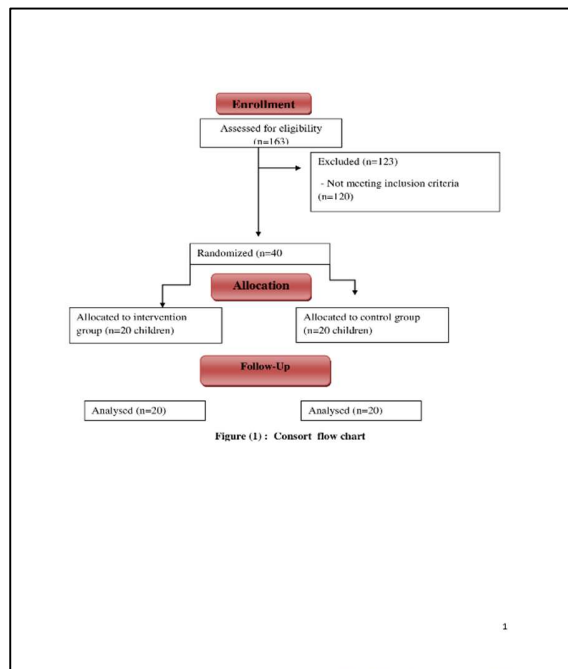 Enrollment
Assessed for eligibility
(n=163)
Excluded (n=123)
- Not meeting inclusion criteria
(n=120)
Randomized (n=40
Allocation
Allocated to intervention
group (n=20 children)
Allocated to control group
(n=20 children)
Follow-Up
Analysed (n=20)
Analysed (n=20)
Figure (1) : Consort flow chart
1